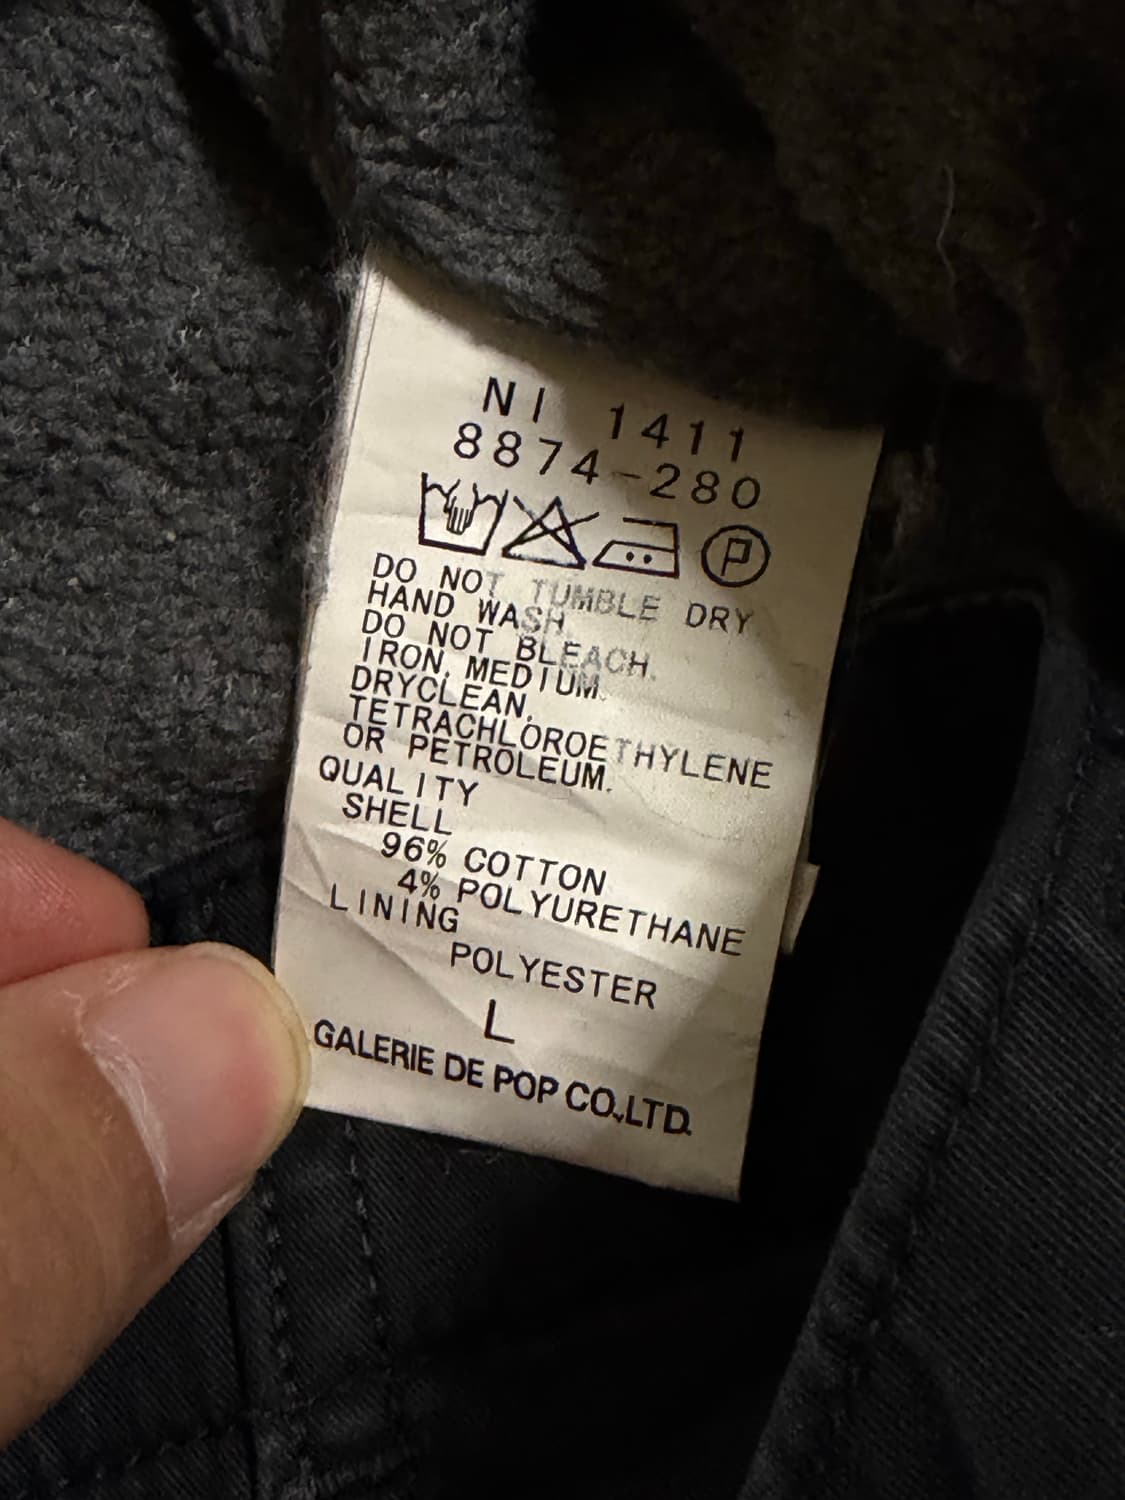 NI 1411
8874-280
P
DO NOT TUMBLE DRY.
HAND WASH.
DO NOT BLEACH.
IRON, MEDIUM.
DRYCLEAN,
TETRACHLOROETHYLENE
OR PETROLEUM.
QUALITY
SHELL
96% COTTON
4% POLYURETHANE
LINING
POLYESTER
L
GALERIE DE POP CO.,LTD.